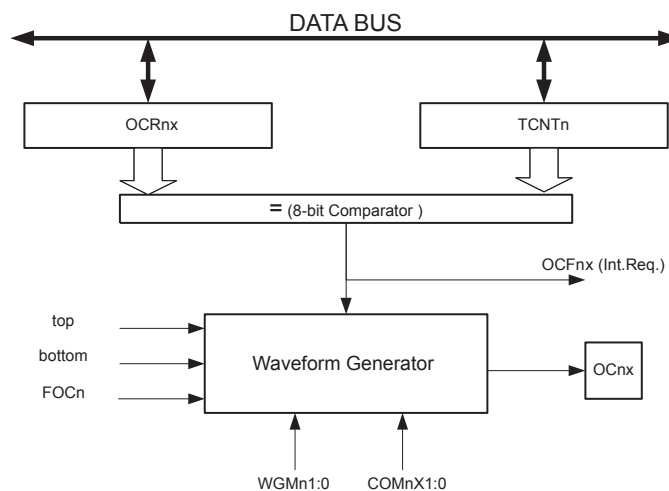 DATA BUS
OCRnx
TCNTn
= (8-bit Comparator )
OCFnx (Int.Req.)
top
bottom
FOCn
Waveform Generator
OCnx
WGMn1:0
COMnX1:0